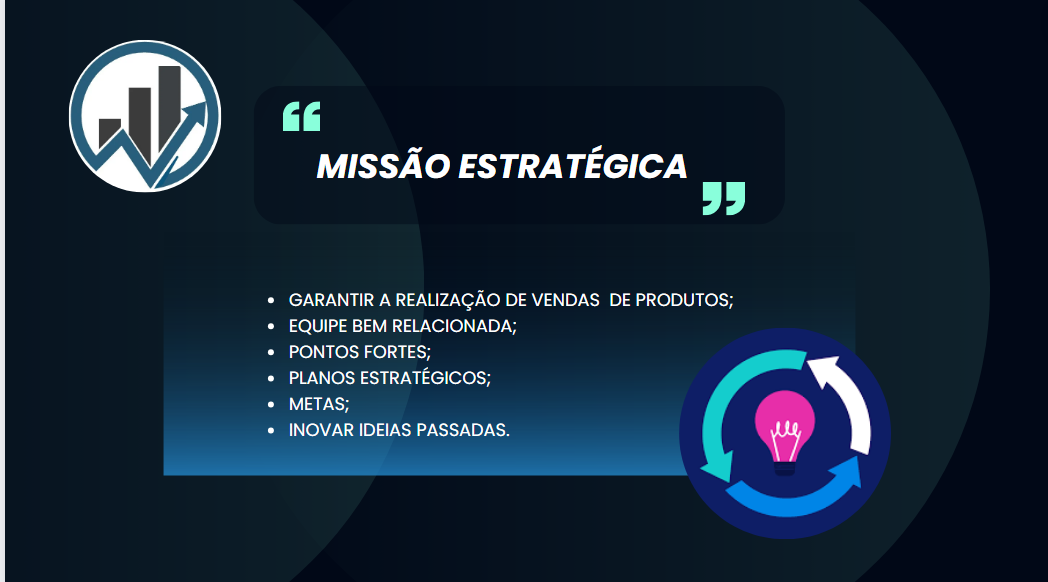 MISSÃO ESTRATÉGICA
• GARANTIR A REALIZAÇÃO DE VENDAS  DE PRODUTOS;
• EQUIPE BEM RELACIONADA;
• PONTOS FORTES;
• PLANOS ESTRATÉGICOS;
• METAS;
• INOVAR IDEIAS PASSADAS.